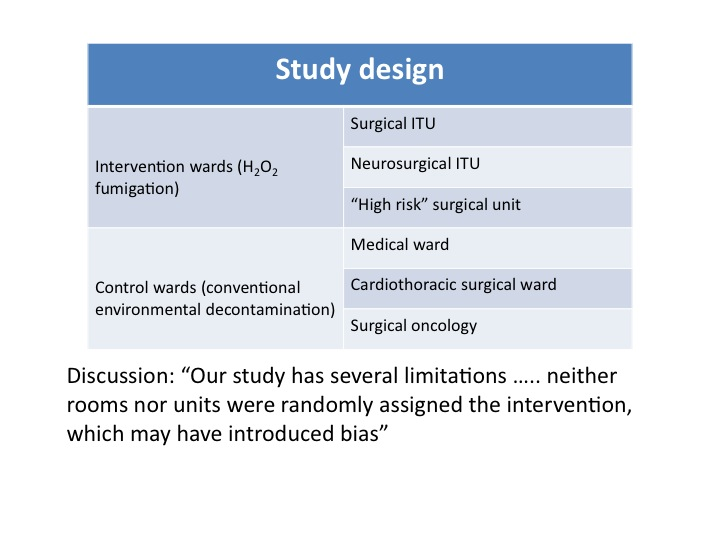 Study design
Surgical ITU
Intervention wards (H₂O₂
fumigation)
Neurosurgical ITU
“High risk” surgical unit
Medical ward
Control wards (conventional
environmental decontamination)
Cardiothoracic surgical ward
Surgical oncology
Discussion: “Our study has several limitations ….. neither
rooms nor units were randomly assigned the intervention,
which may have introduced bias”